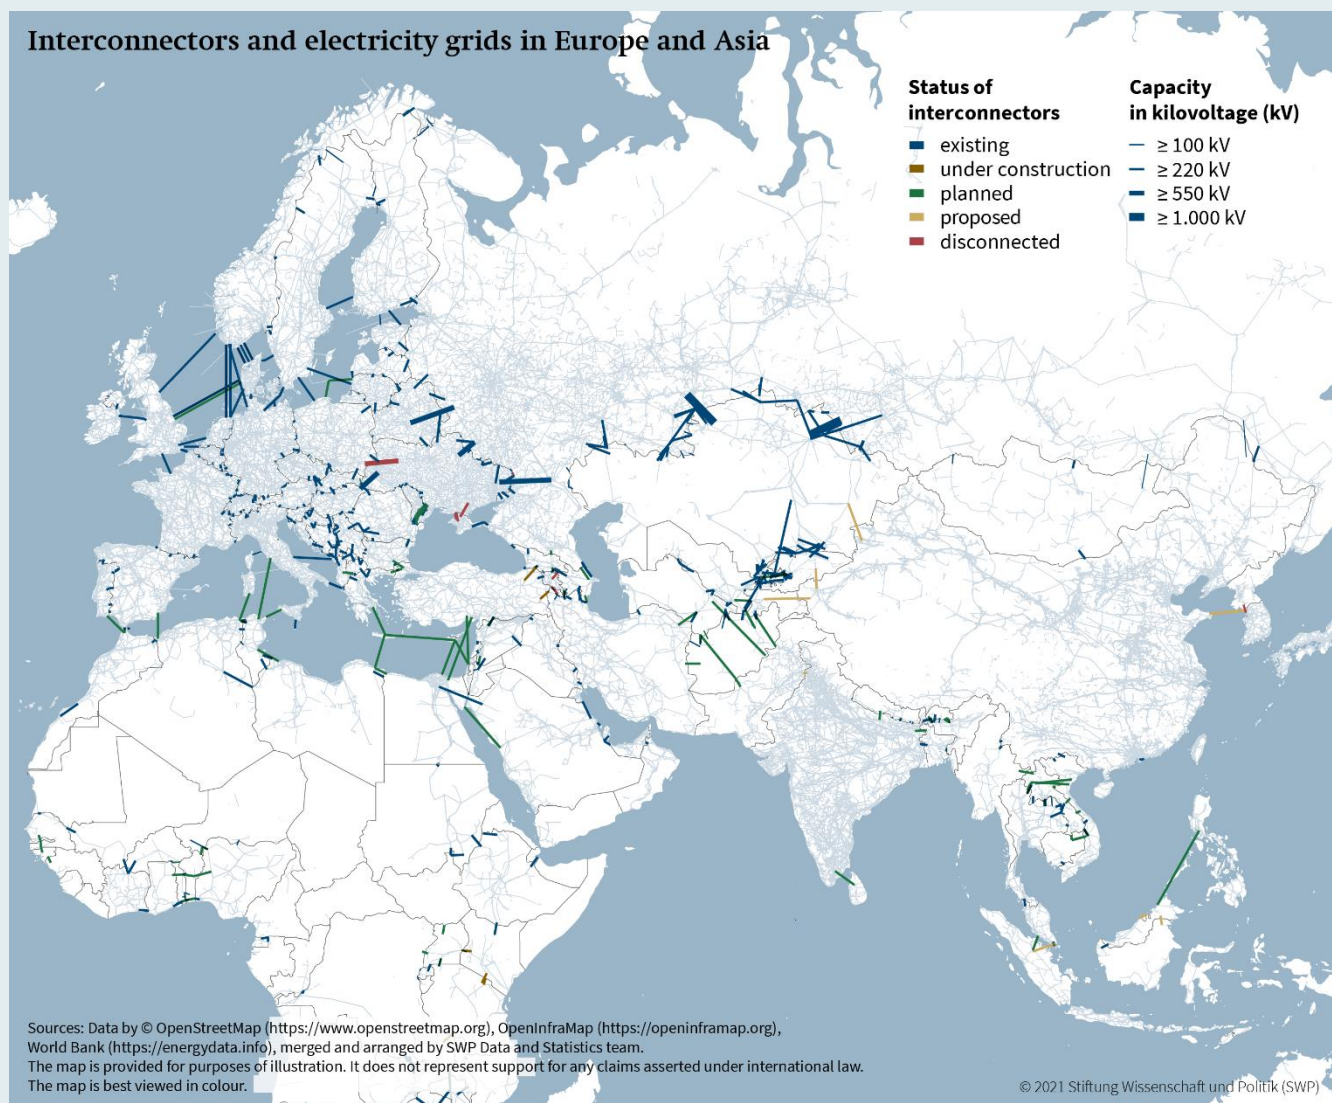 Interconnectors and electricity grids in Europe and Asia
Status of
interconnectors
existing
under construction
planned
proposed
disconnected
Capacity
in kilovoltage (kV)
≥ 100 kV
≥ 220 kV
≥ 550 kV
≥ 1.000 kV
Sources: Data by © OpenStreetMap (https://www.openstreetmap.org), OpenInfraMap (https://openinframap.org),
World Bank (https://energydata.info), merged and arranged by SWP Data and Statistics team.
The map is provided for purposes of illustration. It does not represent support for any claims asserted under international law.
The map is best viewed in colour.
© 2021 Stiftung Wissenschaft und Politik (SWP)